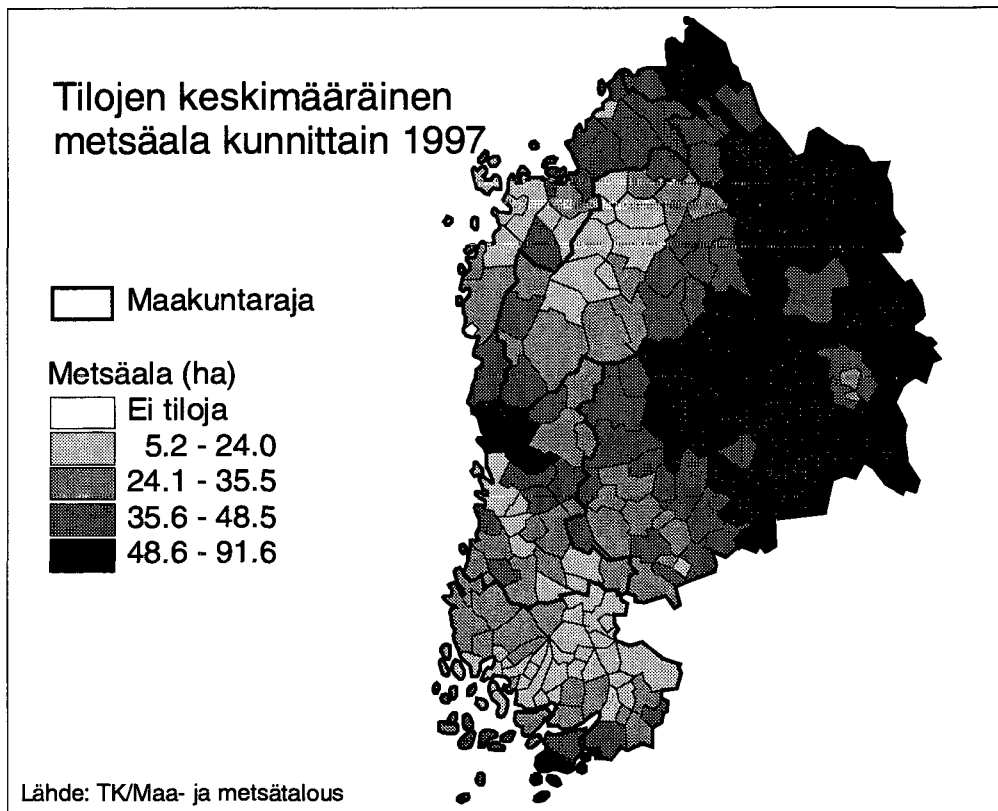 Tilojen keskimääräinen
metsäala kunnittain 1997
Maakuntaraja
Metsäala (ha)
Ei tiloja
5.2 - 24.0
24.1 - 35.5
35.6 - 48.5
48.6 - 91.6
Lähde: TK/Maa- ja metsätalous